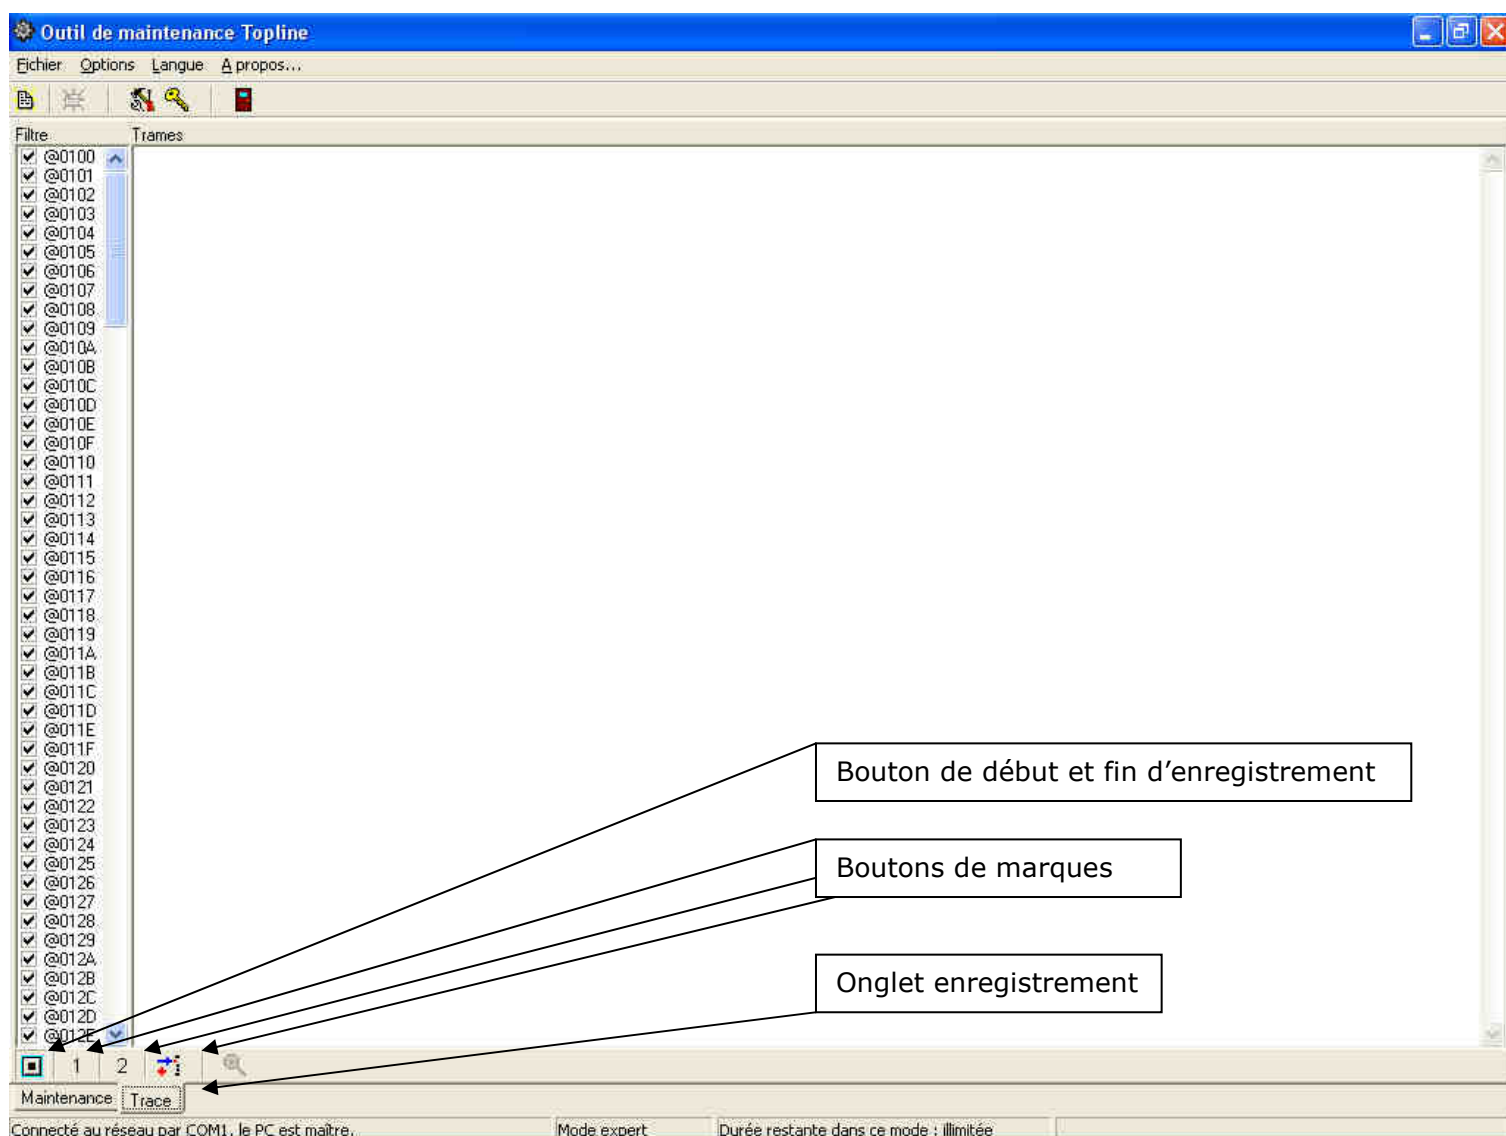 Outil de maintenance Topline
Fichier Options Langue A propos...
Filtre Trames
@0100
@0101
@0102
@0103
@0104
@0105
@0106
@0107
@0108
@0109
@010A
@010B
@010C
@010D
@010E
@010F
@0110
@0111
@0112
@0113
@0114
@0115
@0116
@0117
@0118
@0119
@011A
@011B
@011C
@011D
@011E
@011F
@0120
@0121
@0122
@0123
@0124
@0125
@0126
@0127
@0128
@0129
@012A
@012B
@012C
@012D
@012E
Bouton de début et fin d’enregistrement
Boutons de marques
Onglet enregistrement
1 2
Maintenance Trace
Connecté au réseau par COM1, le PC est maître. Mode expert Durée restante dans ce mode : illimitée